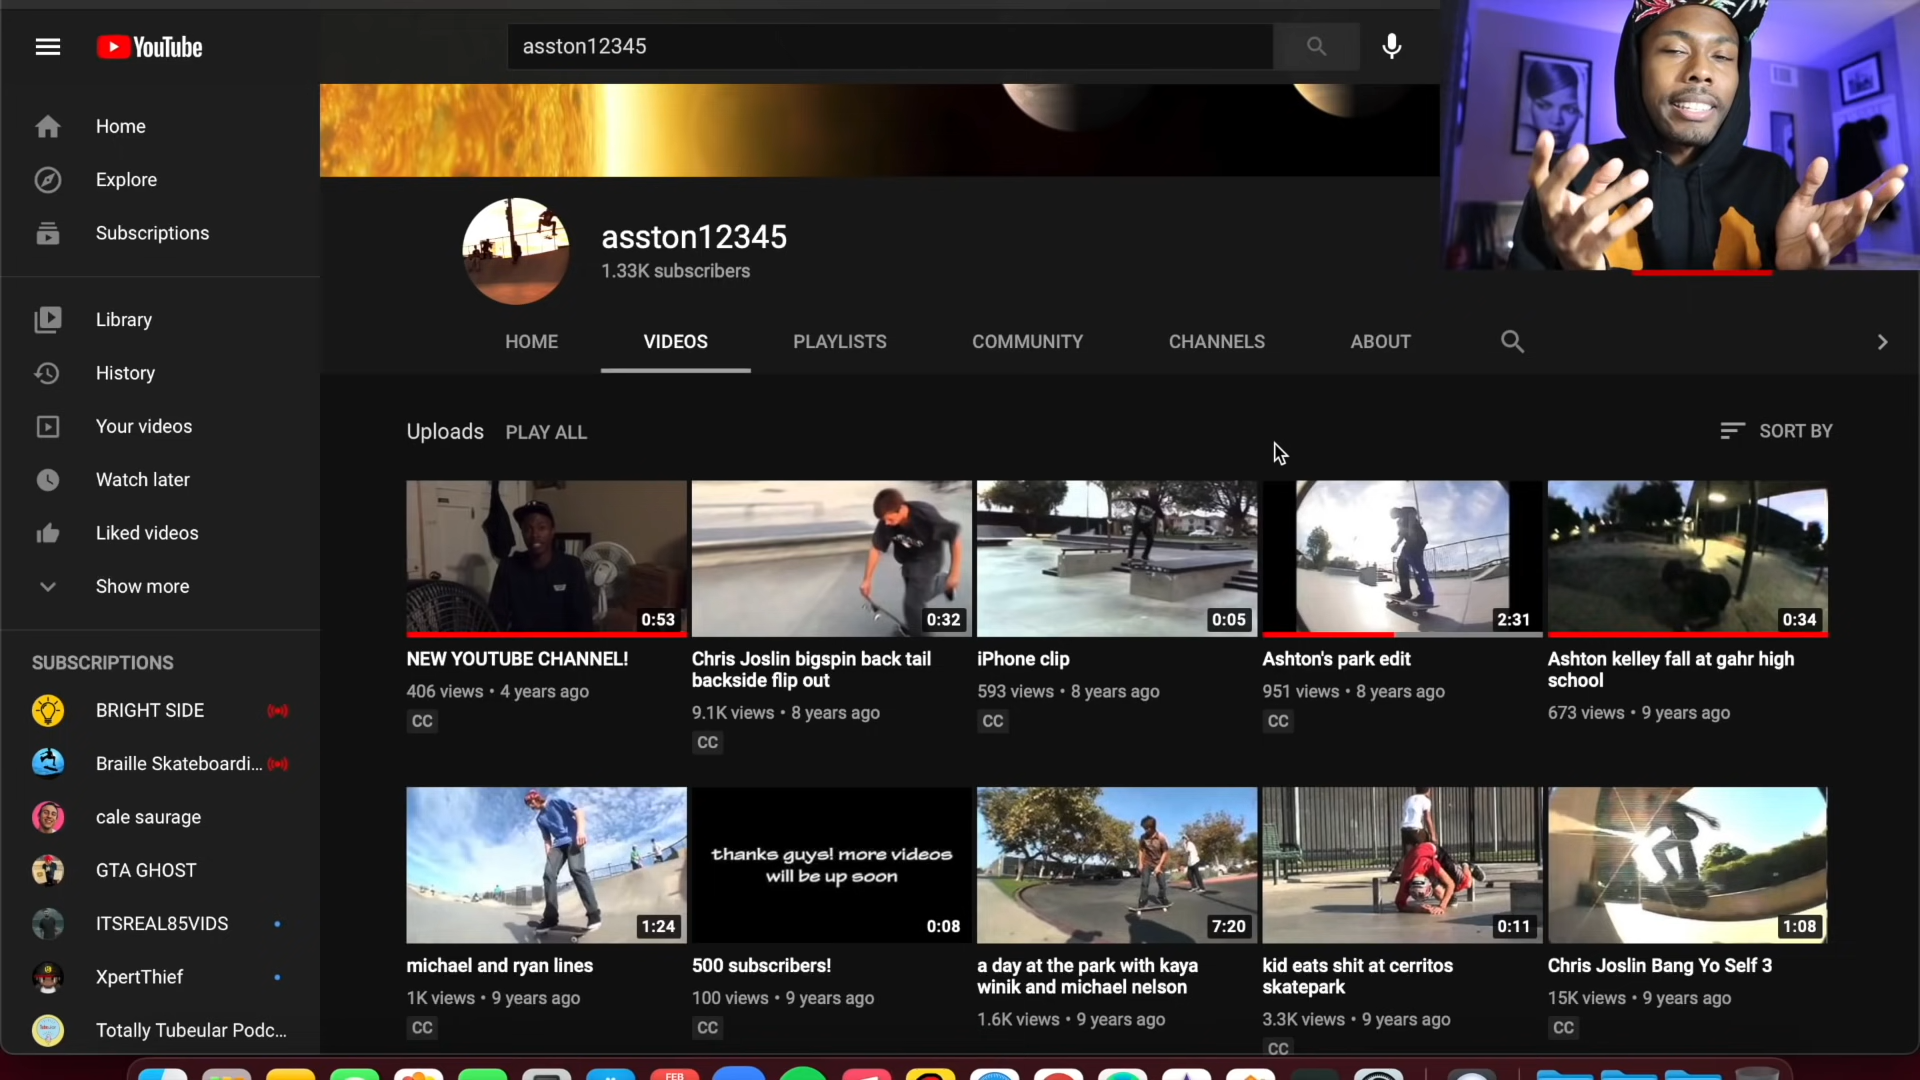 YouTube
asston12345
Home
Explore
Subscriptions
Library
History
Your videos
Watch later
Liked videos
Show more
SUBSCRIPTIONS
BRIGHT SIDE
Braille Skateboardi...
cale saurage
GTA GHOST
ITSREAL85VIDS
XpertThief
Totally Tubeular Podc...
asston12345
1.33K subscribers
HOME VIDEOS PLAYLISTS COMMUNITY CHANNELS ABOUT
Uploads PLAY ALL SORT BY
0:53 0:32 0:05 2:31 0:34
NEW YOUTUBE CHANNEL!
406 views • 4 years ago
CC
Chris Joslin bigspin back tail
backside flip out
9.1K views • 8 years ago
CC
iPhone clip
593 views • 8 years ago
CC
Ashton's park edit
951 views • 8 years ago
CC
Ashton kelley fall at gahr high
school
673 views • 9 years ago
thanks guys! more videos
will be up soon
1:24 0:08 7:20 0:11 1:08
michael and ryan lines
1K views • 9 years ago
CC
500 subscribers!
100 views • 9 years ago
CC
a day at the park with kaya
winik and michael nelson
1.6K views • 9 years ago
kid eats shit at cerritos
skatepark
3.3K views • 9 years ago
CC
Chris Joslin Bang Yo Self 3
15K views • 9 years ago
CC
FEB